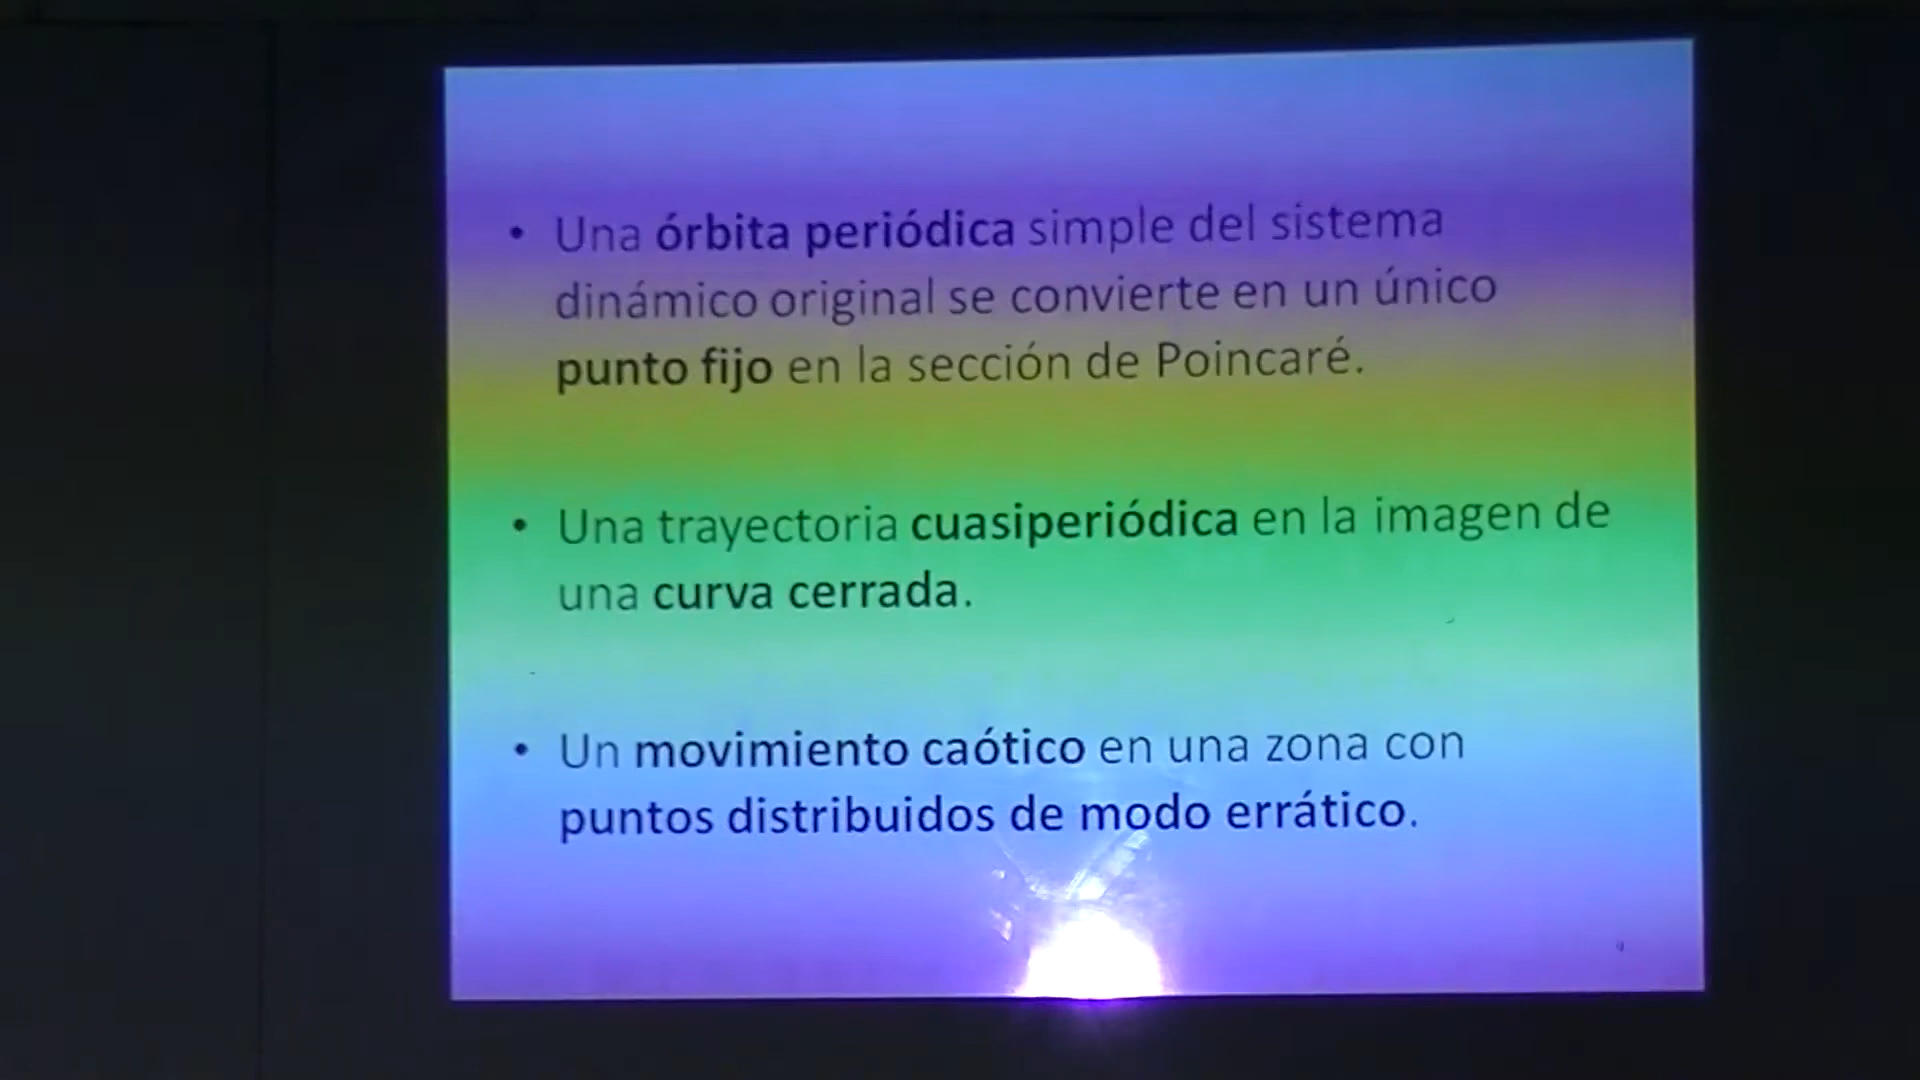 • Una órbita periódica simple del sistema
dinámico original se convierte en un único
punto fijo en la sección de Poincaré.
• Una trayectoria cuasiperiódica en la imagen de
una curva cerrada.
• Un movimiento caótico en una zona con
puntos distribuidos de modo errático.